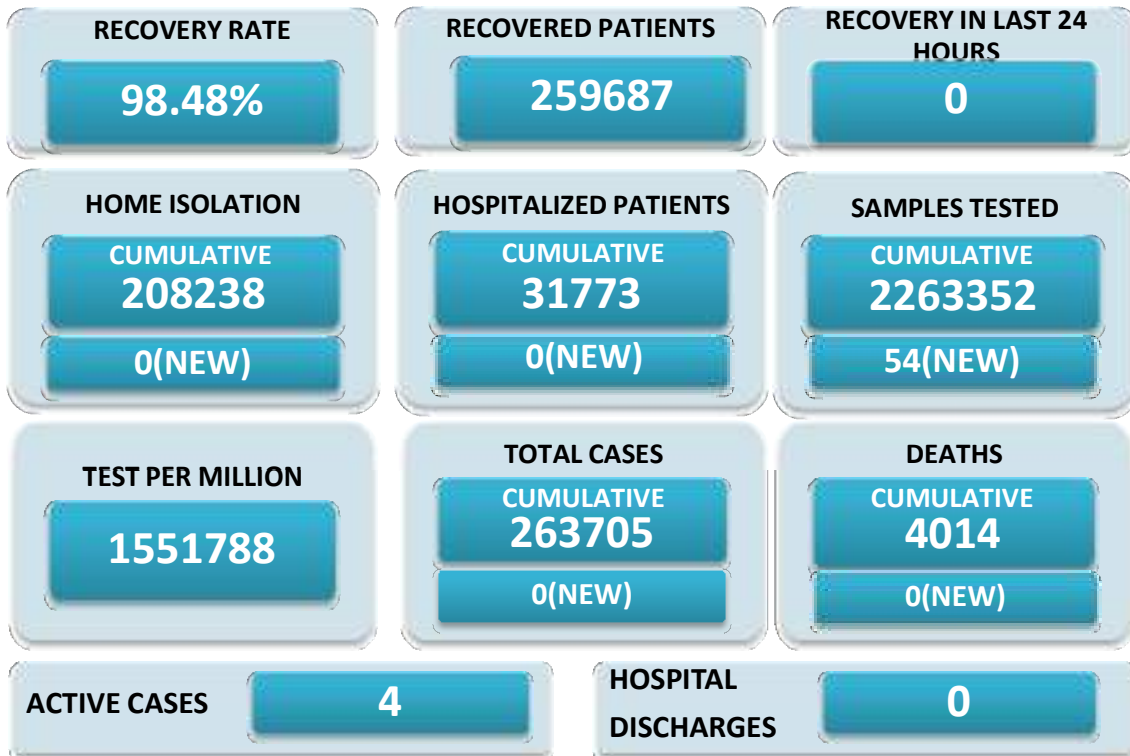 RECOVERY RATE
98.48%
RECOVERED PATIENTS
259687
RECOVERY IN LAST 24
HOURS
0
HOME ISOLATION
CUMULATIVE
208238
0(NEW)
HOSPITALIZED PATIENTS
CUMULATIVE
31773
0(NEW)
SAMPLES TESTED
CUMULATIVE
2263352
54(NEW)
TEST PER MILLION
1551788
TOTAL CASES
CUMULATIVE
263705
0(NEW)
DEATHS
CUMULATIVE
4014
0(NEW)
ACTIVE CASES
4
HOSPITAL
DISCHARGES
0